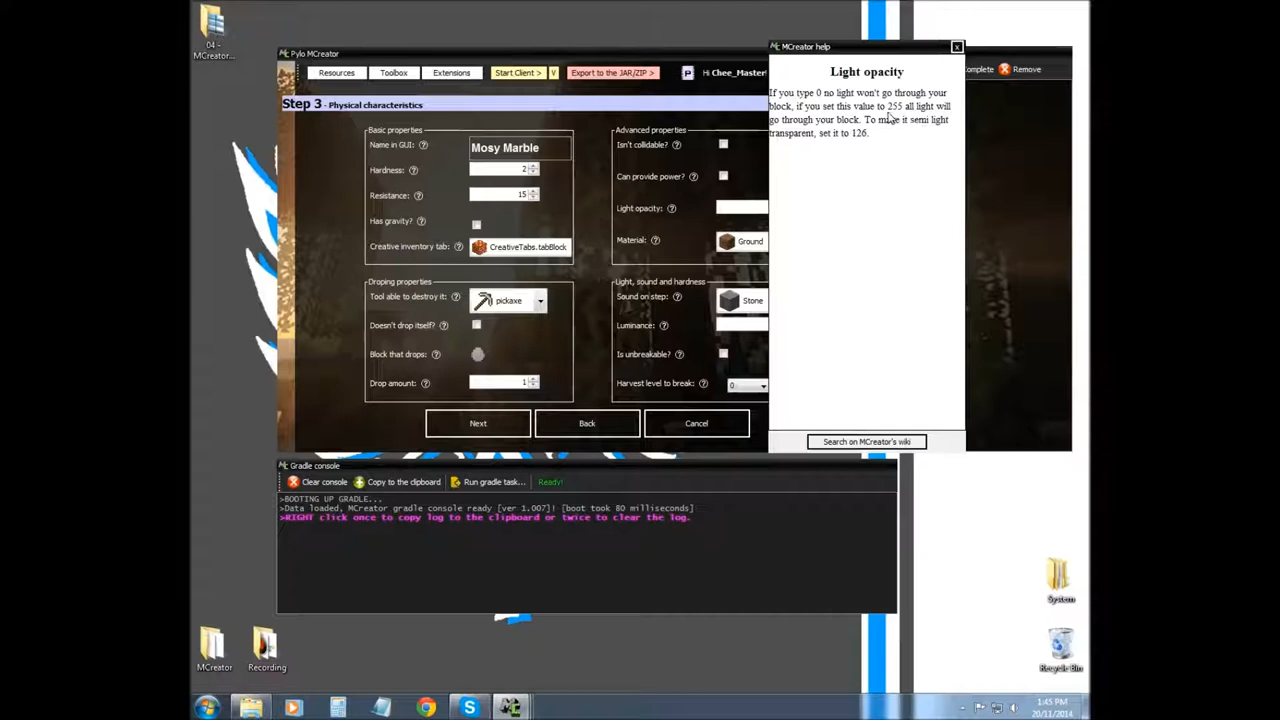 04 -
MCreator...
Pylo MCreator
Resources
Toolbox
Extensions
Start Client >
V
Export to the JAR/ZIP >
P
Hi Chee_Master!
Complete
Remove
Step 3 - Physical characteristics
Basic properties
Name in GUI: ?
Mosy Marble
Hardness: ?
2
Resistance: ?
15
Has gravity? ?
Creative inventory tab: ?
CreativeTabs.tabBlock
Advanced properties
Isn't collidable? ?
Can provide power? ?
Light opacity: ?
Material: ?
Ground
Droping properties
Tool able to destroy it: ?
pickaxe
Doesn't drop itself? ?
Block that drops: ?
Drop amount: ?
1
Light, sound and hardness
Sound on step: ?
Stone
Luminance: ?
Is unbreakable? ?
Harvest level to break: ?
0
Next
Back
Cancel
MCreator help
x
Light opacity
If you type 0 no light won't go through your
block, if you set this value to 255 all light will
go through your block. To make it semi light
transparent, set it to 126.
Search on MCreator's wiki
Gradle console
Clear console
Copy to the clipboard
Run gradle task...
Ready!
>BOOTING UP GRADLE...
>Data loaded, MCreator gradle console ready [ver 1.007]! [boot took 80 milliseconds]
>RIGHT click once to copy log to the clipboard or twice to clear the log.
System
MCreator
Recording
Recycle Bin
1:45 PM
20/11/2014